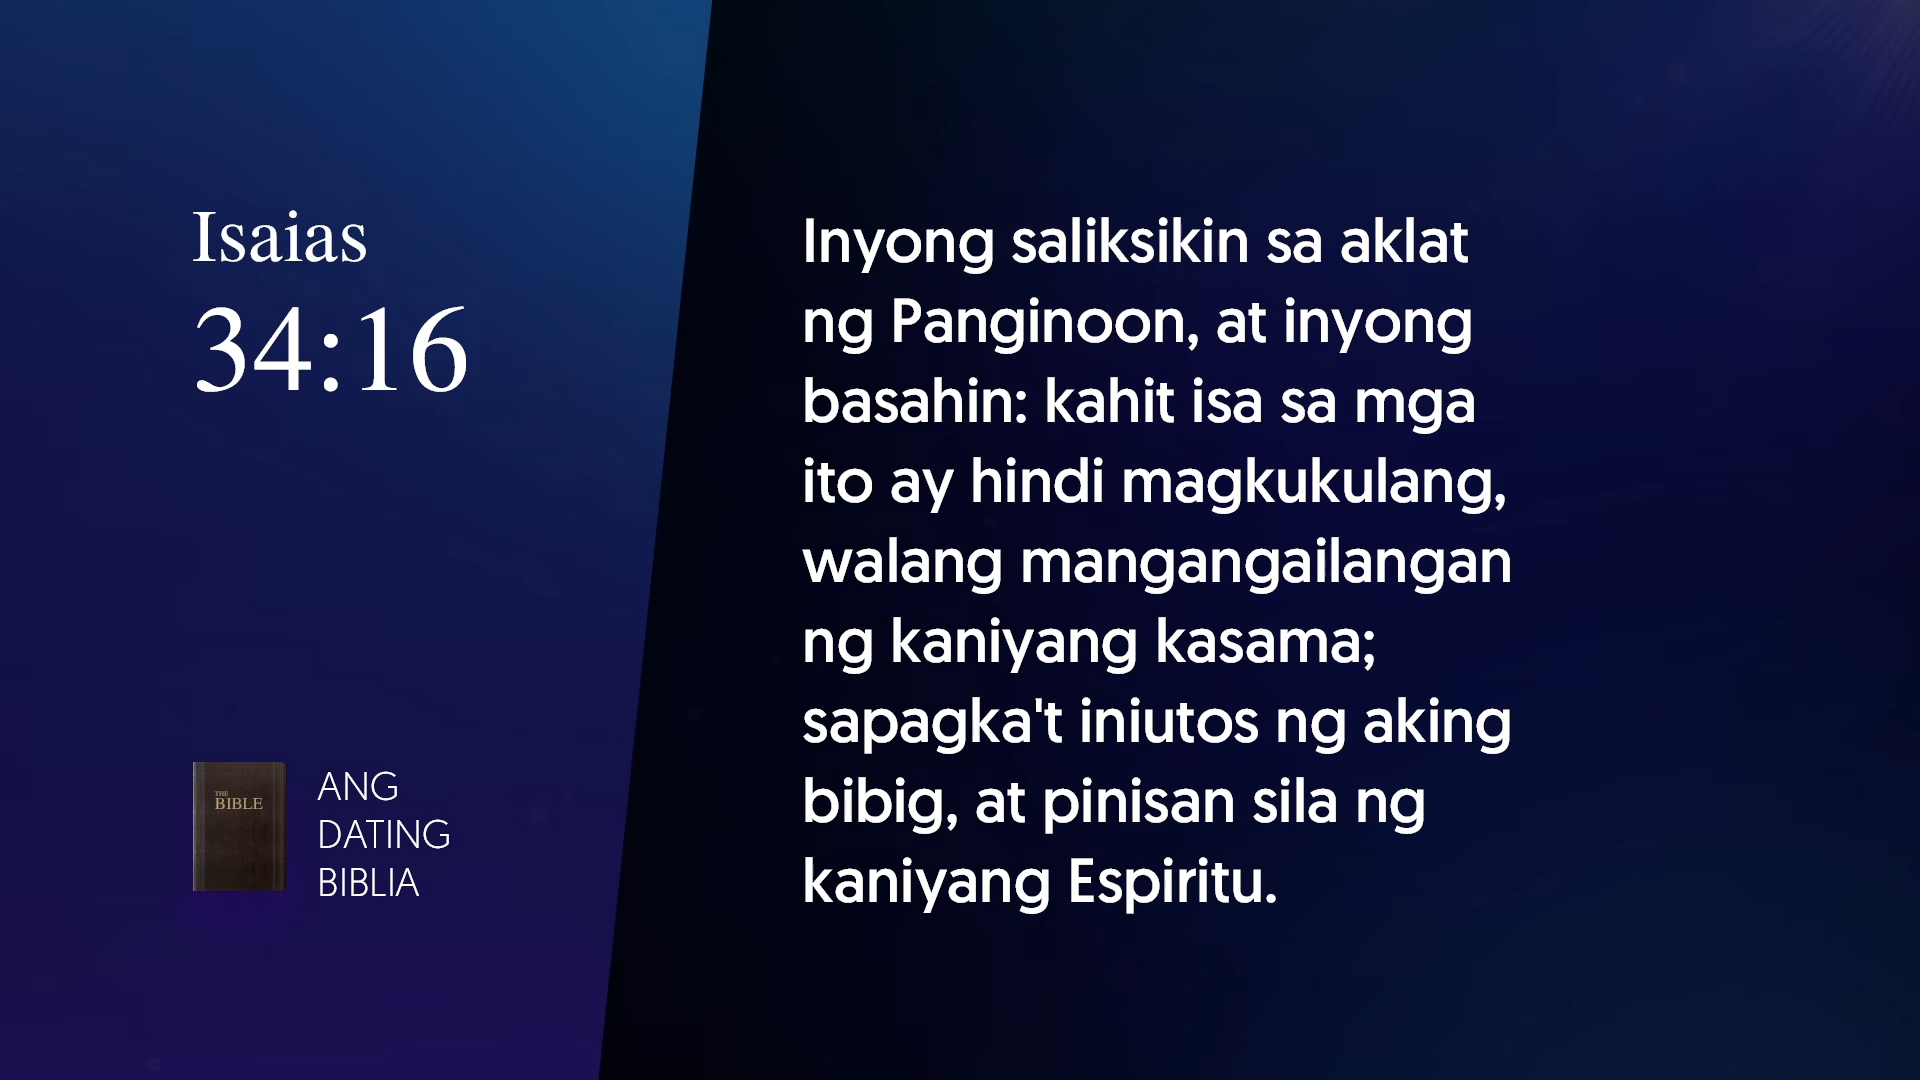 Isaias
34:16
Inyong saliksikin sa aklat
ng Panginoon, at inyong
basahin: kahit isa sa mga
ito ay hindi magkukulang,
walang mangangailangan
ng kaniyang kasama;
sapagka't iniutos ng aking
bibig, at pinisan sila ng
kaniyang Espiritu.
THE
BIBLE
ANG
DATING
BIBLIA